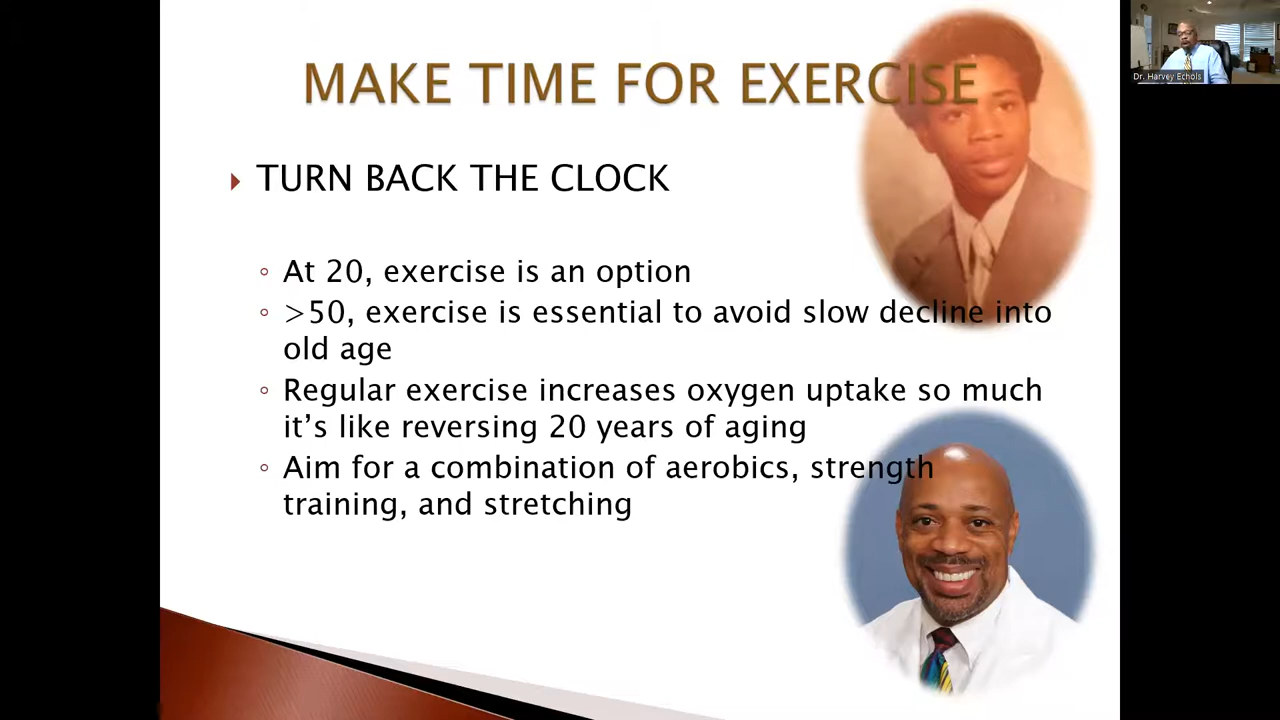 MAKE TIME FOR EXERCISE
TURN BACK THE CLOCK
At 20, exercise is an option
>50, exercise is essential to avoid slow decline into
old age
Regular exercise increases oxygen uptake so much
it’s like reversing 20 years of aging
Aim for a combination of aerobics, strength
training, and stretching
Dr. Harvey Echols